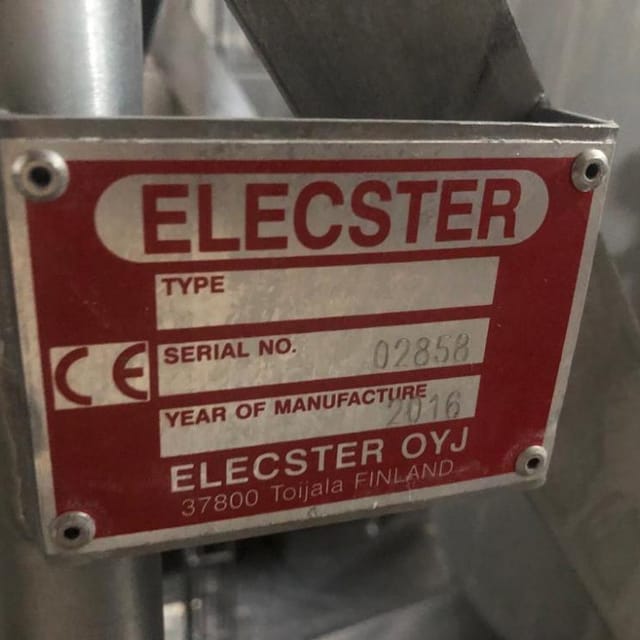 ELECSTER
TYPE
SERIAL NO. 02858
CE
YEAR OF MANUFACTURE 2016
ELECSTER OYJ
37800 Toijala FINLAND